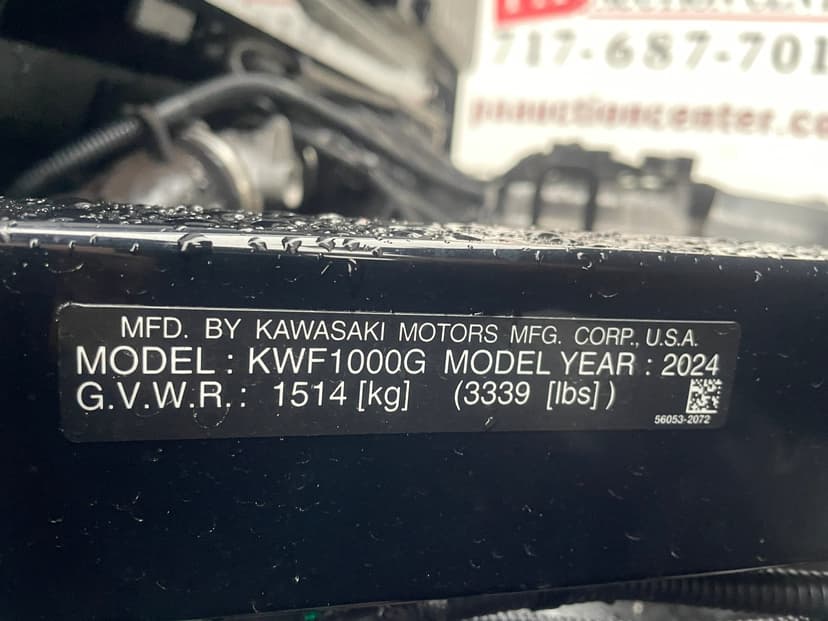 717-687-701
MFD. BY KAWASAKI MOTORS MFG. CORP., U.S.A.
MODEL : KWF1000G MODEL YEAR : 2024
G.V.W.R. : 1514 [kg] (3339 [lbs] )
56053-2072